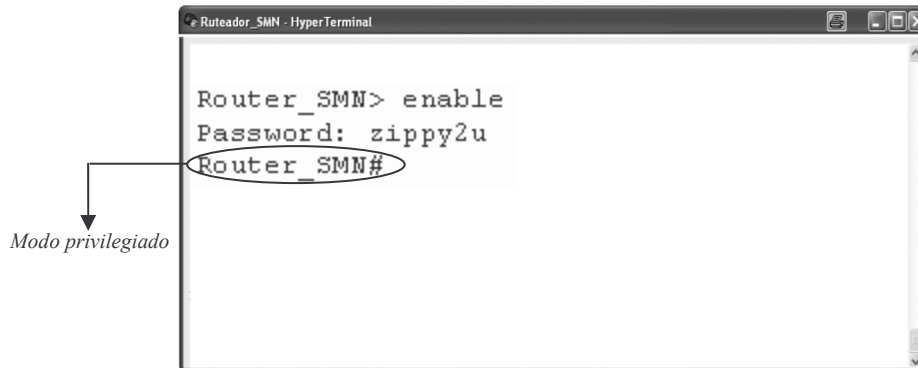 Ruteador_SMN - HyperTerminal
Router_SMN> enable
Password: zippy2u
Router_SMN#
Modo privilegiado